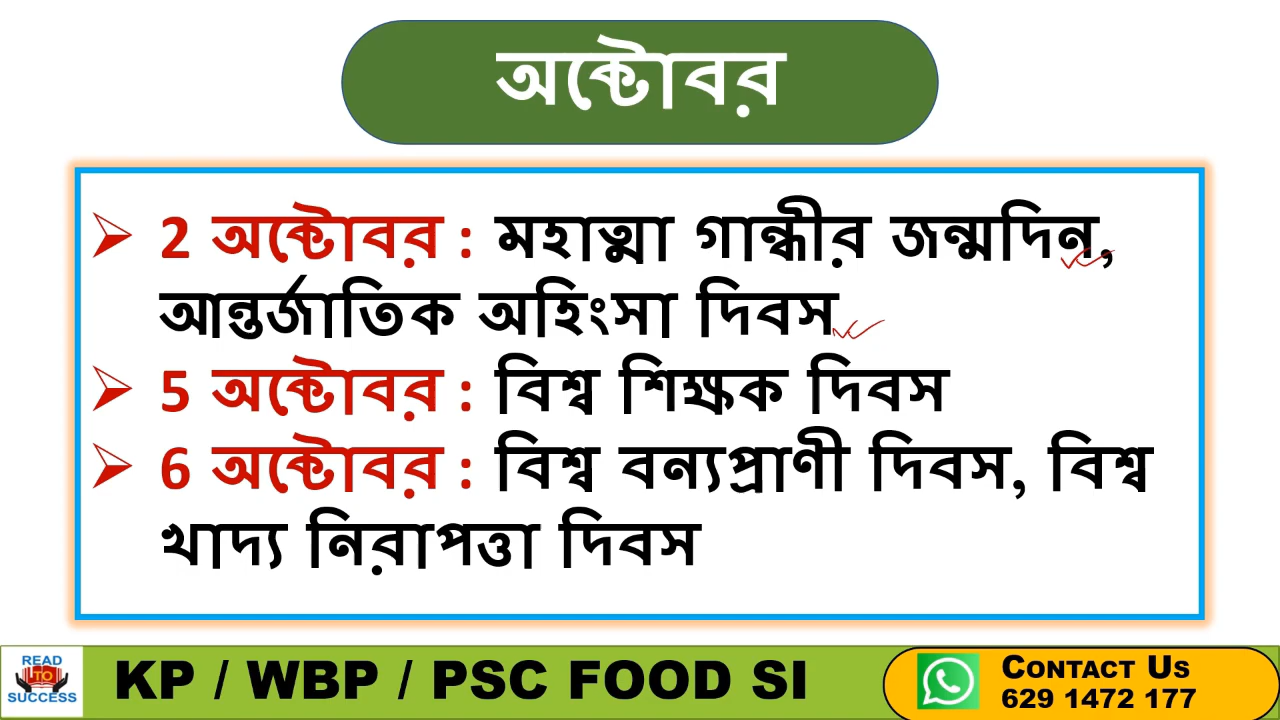 অক্টোবর
2 অক্টোবর : মহাত্মা গান্ধীর জন্মদিন,
আন্তর্জাতিক অহিংসা দিবস
5 অক্টোবর : বিশ্ব শিক্ষক দিবস
6 অক্টোবর : বিশ্ব বন্যপ্রাণী দিবস, বিশ্ব
খাদ্য নিরাপত্তা দিবস
READ
TO
SUCCESS
KP / WBP / PSC FOOD SI
CONTACT US
629 1472 177